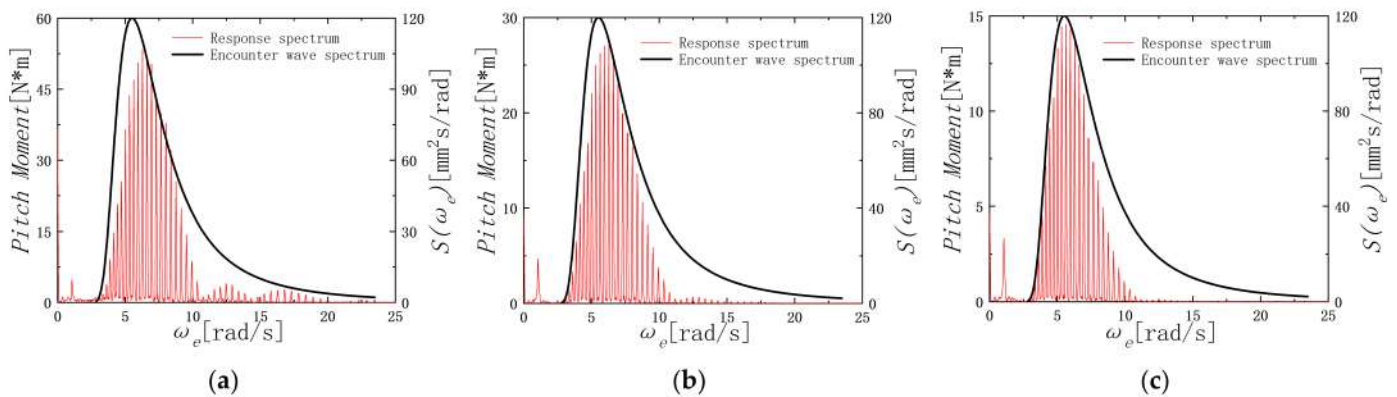 60
45
30
15
0
Pitch Moment[N*m]
Response spectrum
Encounter wave spectrum
120
90
60
30
0
S(ω_e)[mm²s/rad]
0 5 10 15 20 25
ω_e[rad/s]
(a)
30
20
10
0
Pitch Moment[N*m]
Response spectrum
Encounter wave spectrum
120
80
40
0
S(ω_e)[mm²s/rad]
0 5 10 15 20 25
ω_e[rad/s]
(b)
15
10
5
0
Pitch Moment[N*m]
Response spectrum
Encounter wave spectrum
120
80
40
0
S(ω_e)[mm²s/rad]
0 5 10 15 20 25
ω_e[rad/s]
(c)